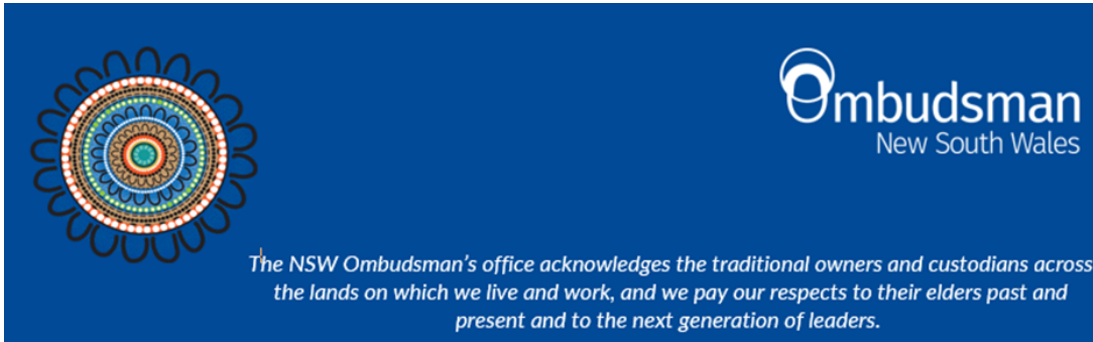 Ombudsman
New South Wales
The NSW Ombudsman's office acknowledges the traditional owners and custodians across
the lands on which we live and work, and we pay our respects to their elders past and
present and to the next generation of leaders.